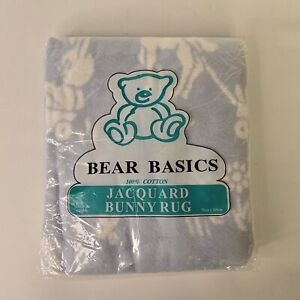 BEAR BASICS
100% COTTON
JACQUARD
BUNNY RUG